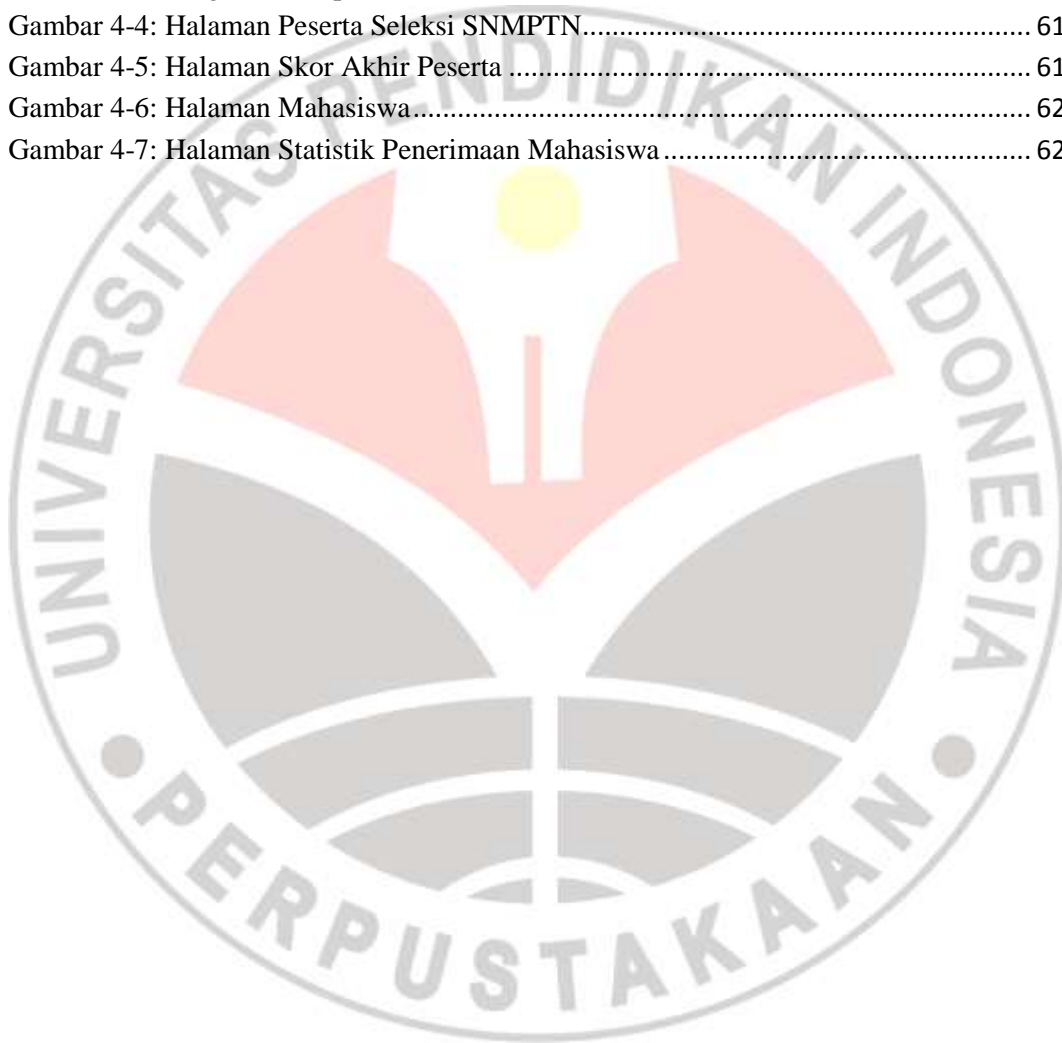 Gambar 4-4: Halaman Peserta Seleksi SNMPTN.......................................................................................... 61
Gambar 4-5: Halaman Skor Akhir Peserta .......................................................................................... 61
Gambar 4-6: Halaman Mahasiswa.......................................................................................... 62
Gambar 4-7: Halaman Statistik Penerimaan Mahasiswa .......................................................................................... 62
UNIVERSITAS PENDIDIKAN INDONESIA
PERPUSTAKAAN